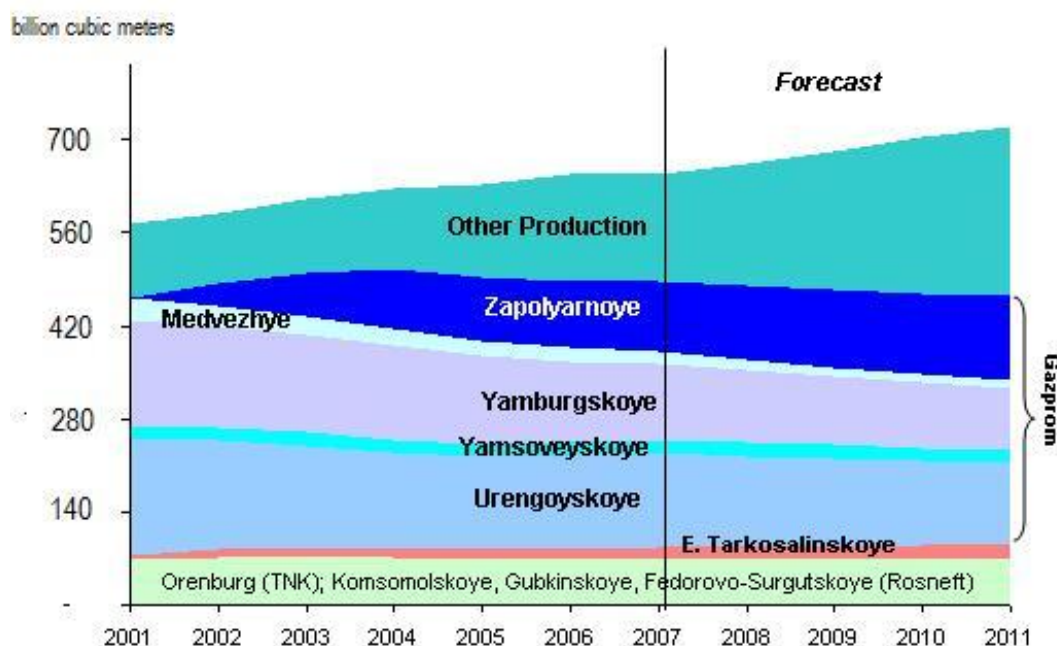 billion cubic meters
Forecast
700
560
420
280
140
-
Other Production
Zapolyarnoye
Medvezhye
Yamburgskoye
Yamsoveyskoye
Urengoyskoye
E. Tarkosalinskoye
Orenburg (TNK); Komsomolskoye, Gubkinskoye, Fedorovo-Surgutskoye (Rosneft)
Gazprom
2001 2002 2003 2004 2005 2006 2007 2008 2009 2010 2011